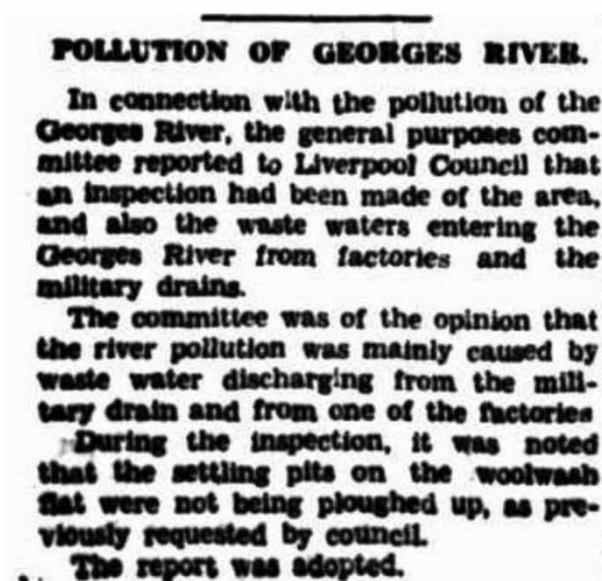 POLLUTION OF GEORGES RIVER.
In connection with the pollution of the
Georges River, the general purposes com-
mittee reported to Liverpool Council that
an inspection had been made of the area,
and also the waste waters entering the
Georges River from factories and the
military drains.
The committee was of the opinion that
the river pollution was mainly caused by
waste water discharging from the mili-
tary drain and from one of the factories
During the inspection, it was noted
that the settling pits on the woolwash
flat were not being ploughed up, as pre-
viously requested by council.
The report was adopted.